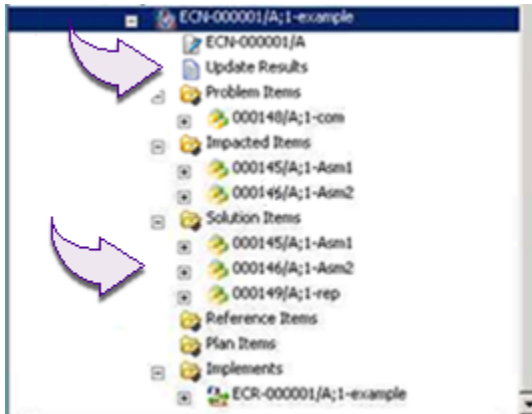 ECN-000001/A;1-example
ECN-000001/A
Update Results
Problem Items
000148/A;1-com
Impacted Items
000145/A;1-Asm1
000146/A;1-Asm2
Solution Items
000145/A;1-Asm1
000146/A;1-Asm2
000149/A;1-rep
Reference Items
Plan Items
Implements
ECR-000001/A;1-example